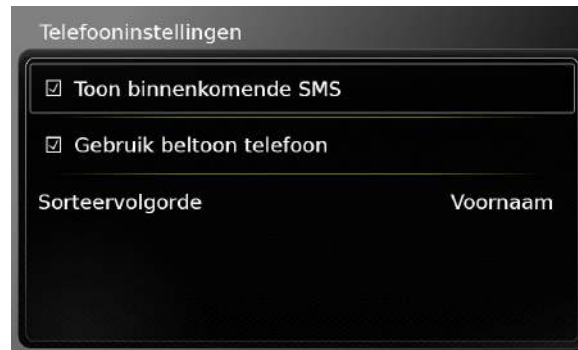 Telefooninstellingen
☑ Toon binnenkomende SMS
☑ Gebruik beltoon telefoon
Sorteervolgorde Voornaam